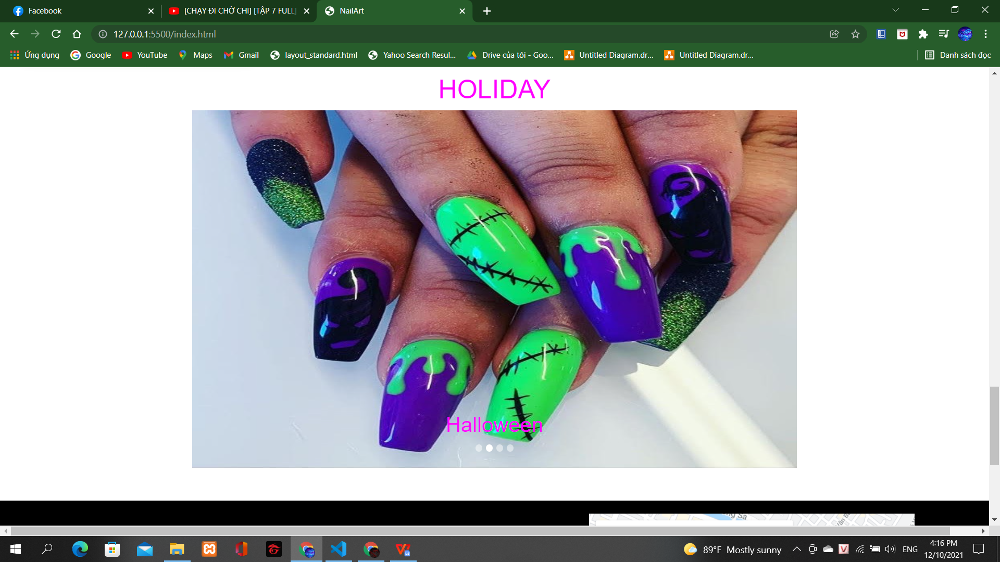 Facebook
[CHẠY ĐI CHỜ CHI] [TẬP 7 FULL]
NailArt
127.0.0.1:5500/index.html
Ứng dụng
Google
YouTube
Maps
Gmail
layout_standard.html
Yahoo Search Resul...
Drive của tôi - Goo...
Untitled Diagram.dr...
Untitled Diagram.dr...
Danh sách đọc
HOLIDAY
Halloween
89°F Mostly sunny
ENG
4:16 PM
12/10/2021